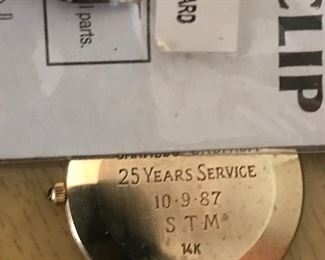 parts.
ARD
CLIP
25 YEARS SERVICE
10-9-87
S T M
14K